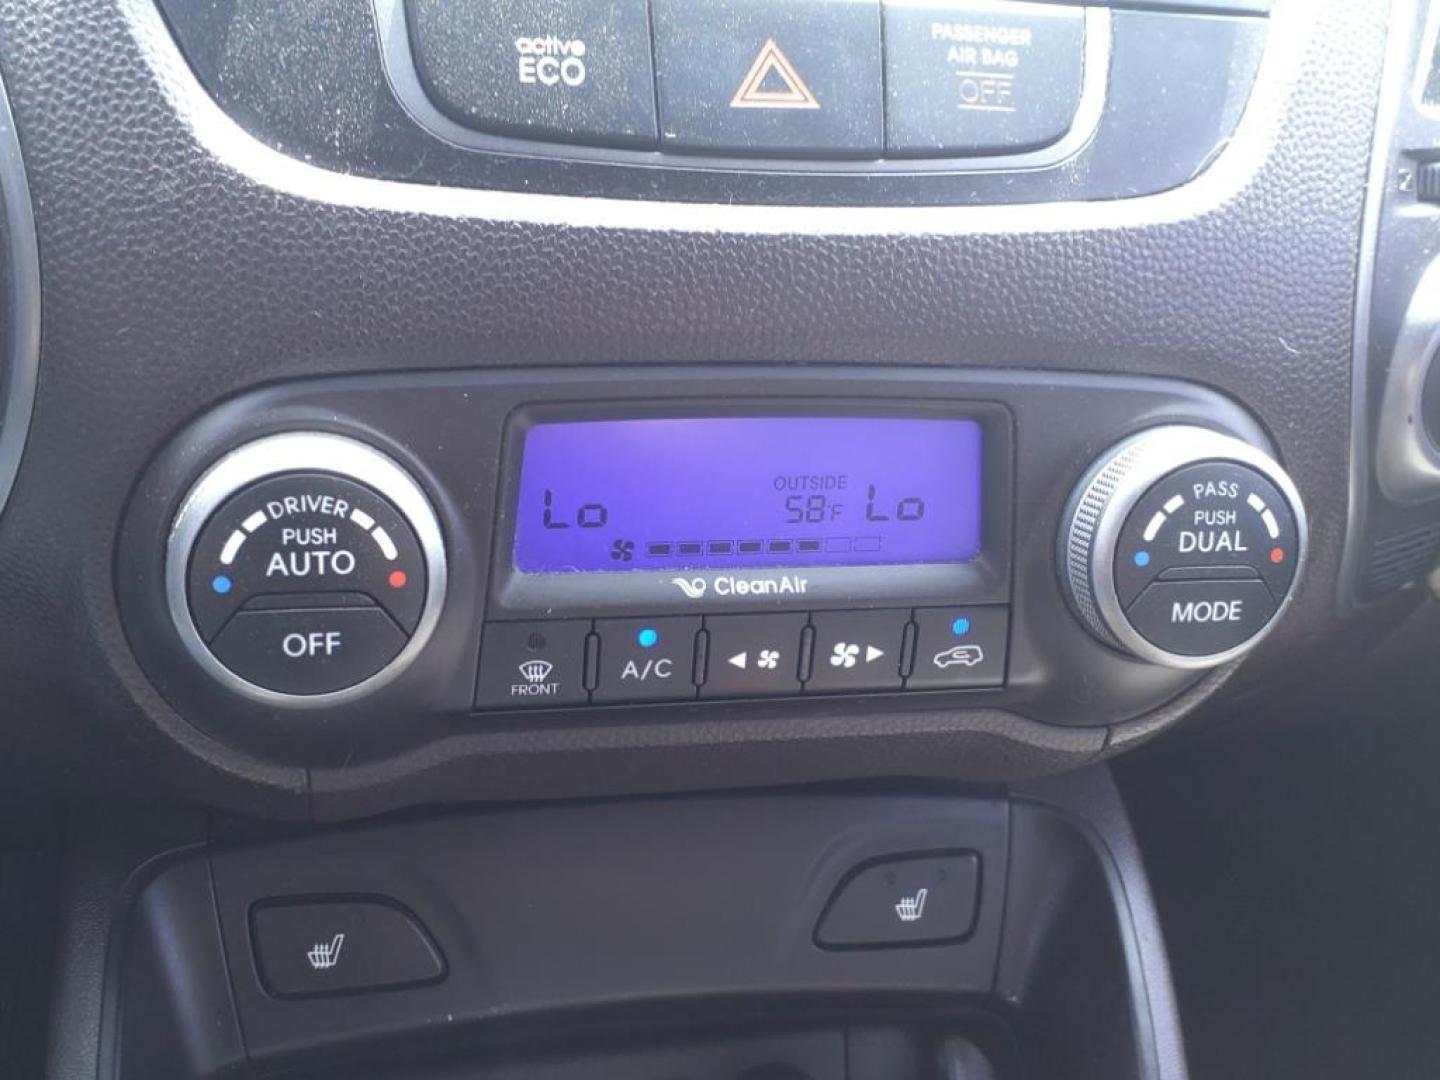 active
ECO
PASSENGER
AIR BAG
OFF
2
OUTSIDE
Lo
58°F
Lo
CleanAir
DRIVER
PUSH
AUTO
OFF
PASS
PUSH
DUAL
MODE
FRONT
A/C